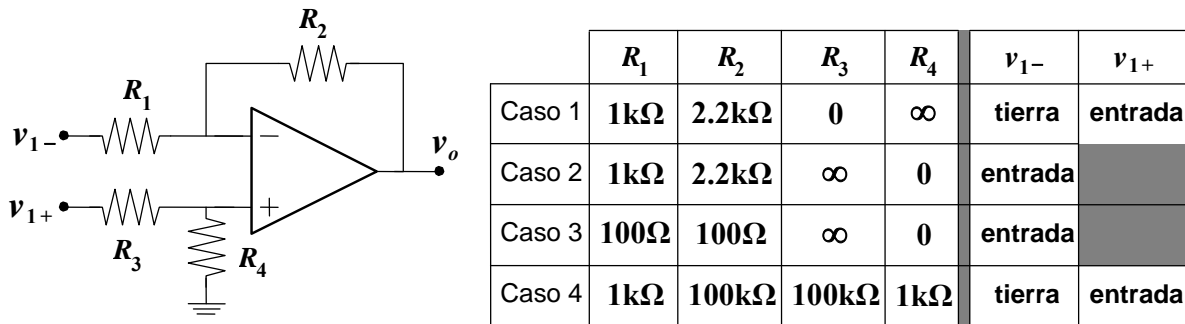 R2
R1
v1−
−
vo
v1+
+
R3
R4
R1 R2 R3 R4 v1− v1+
Caso 1 1kΩ 2.2kΩ 0 ∞ tierra entrada
Caso 2 1kΩ 2.2kΩ ∞ 0 entrada
Caso 3 100Ω 100Ω ∞ 0 entrada
Caso 4 1kΩ 100kΩ 100kΩ 1kΩ tierra entrada